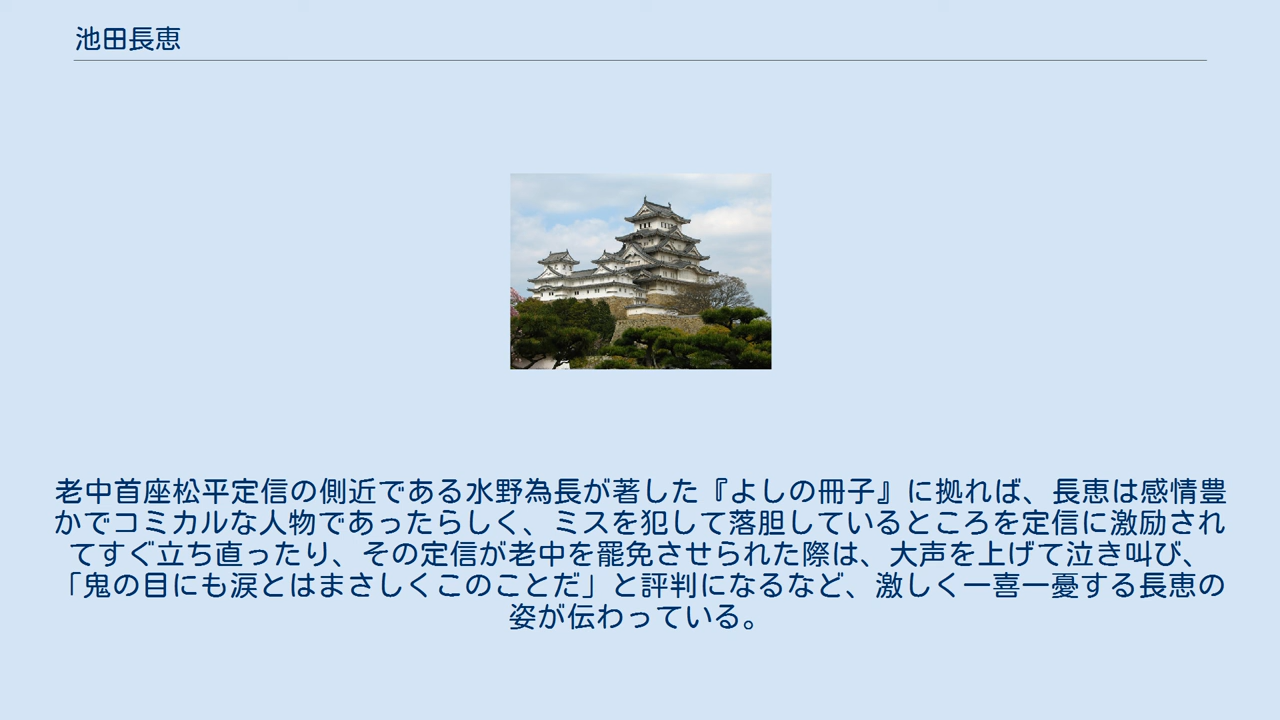 池田長恵
老中首座松平定信の側近である水野為長が著した『よしの冊子』に拠れば、長恵は感情豊
かでコミカルな人物であったらしく、ミスを犯して落胆しているところを定信に激励され
てすぐ立ち直ったり、その定信が老中を罷免させられた際は、大声を上げて泣き叫び、
「鬼の目にも涙とはまさしくこのことだ」と評判になるなど、激しく一喜一憂する長恵の
姿が伝わっている。